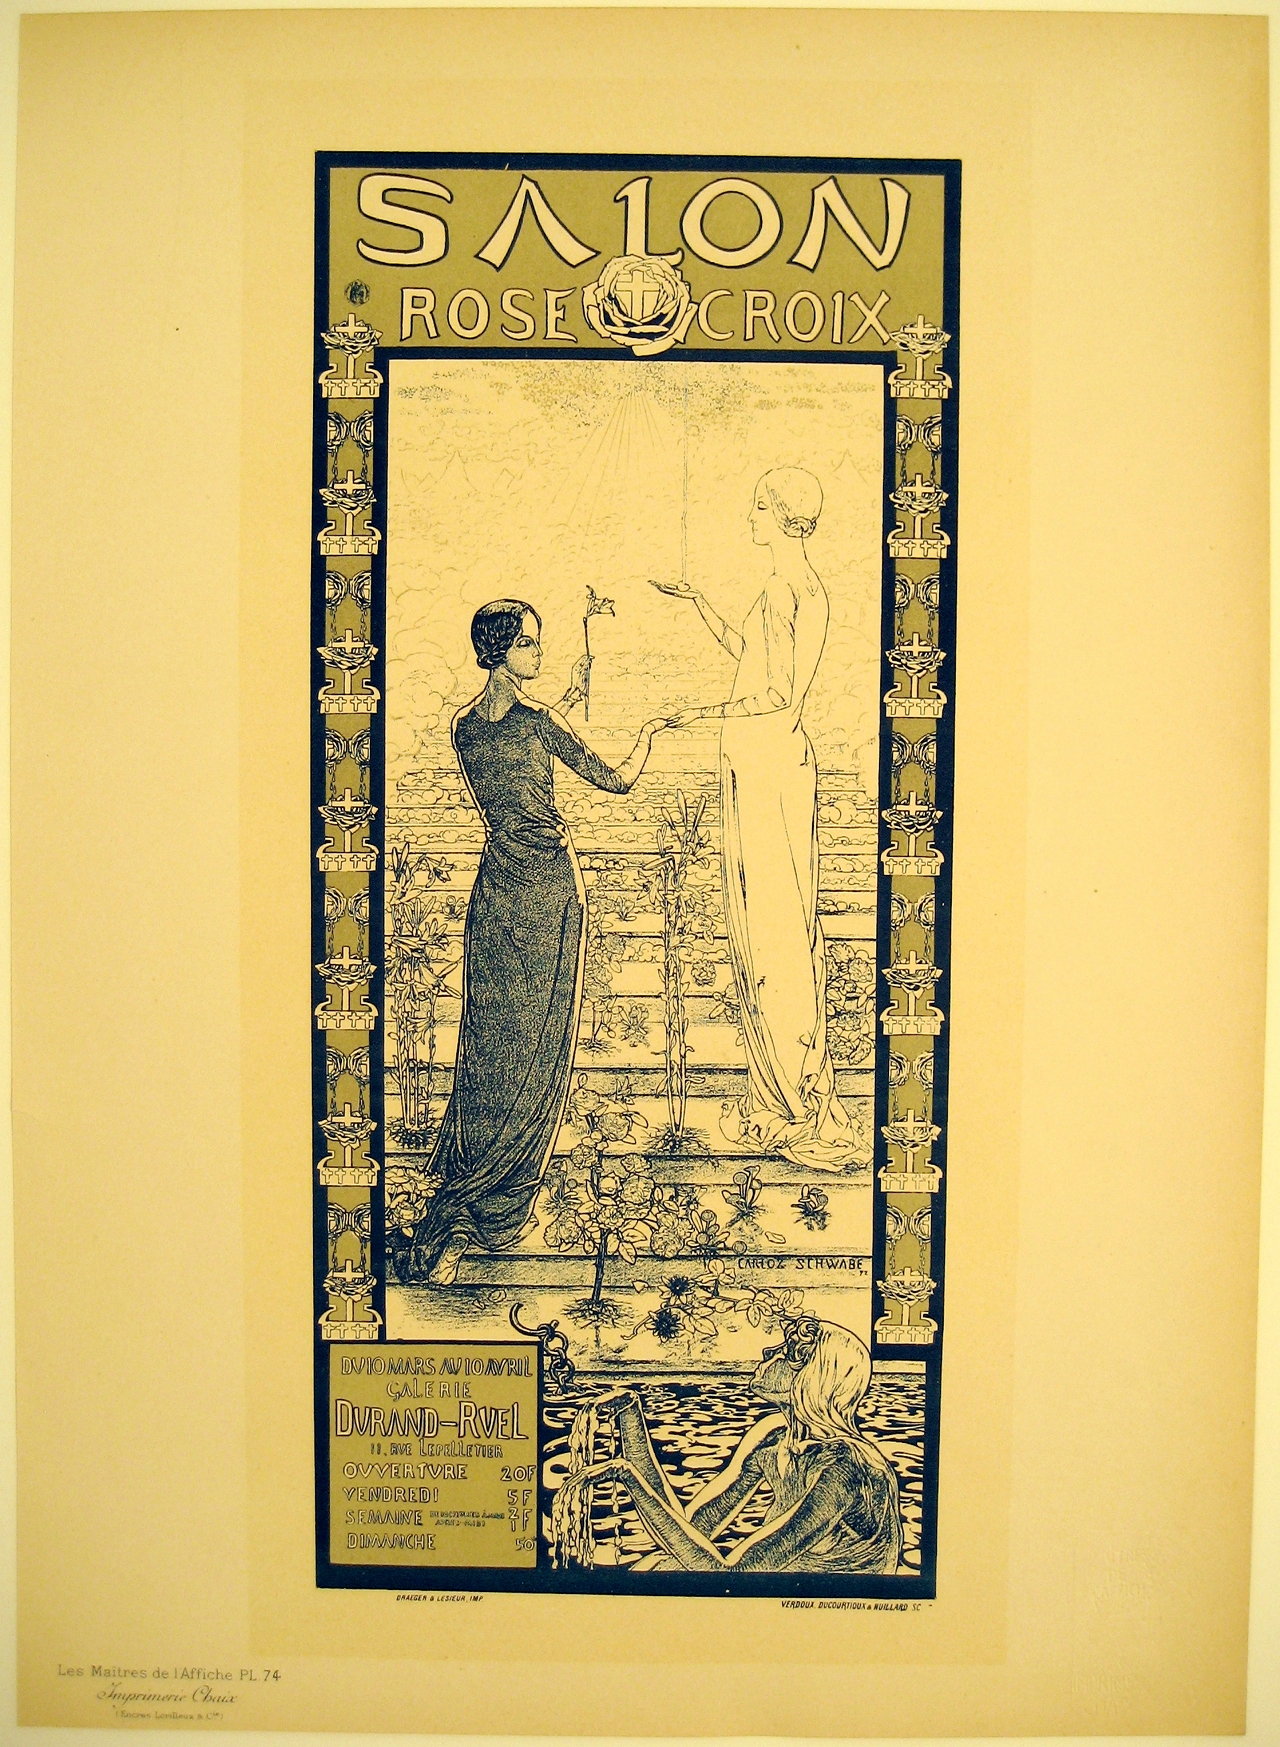 SALON
ROSE CROIX
CARLOZ SCHWABE
DU 10 MARS AU 10 AVRIL
GALERIE
DURAND-RUEL
11, RUE LEPELLETIER
OUVERTURE 20F
VENDREDI 5F
SEMAINE 2F
1F
DIMANCHE 50
DRAEGER & LESIEUR, IMP.
VERDOUX, DUCOURTIOUX & HUILLARD SC
Les Maîtres de l'Affiche PL. 74
Imprimerie Chaix
(Encres Lorilleux & Cie)